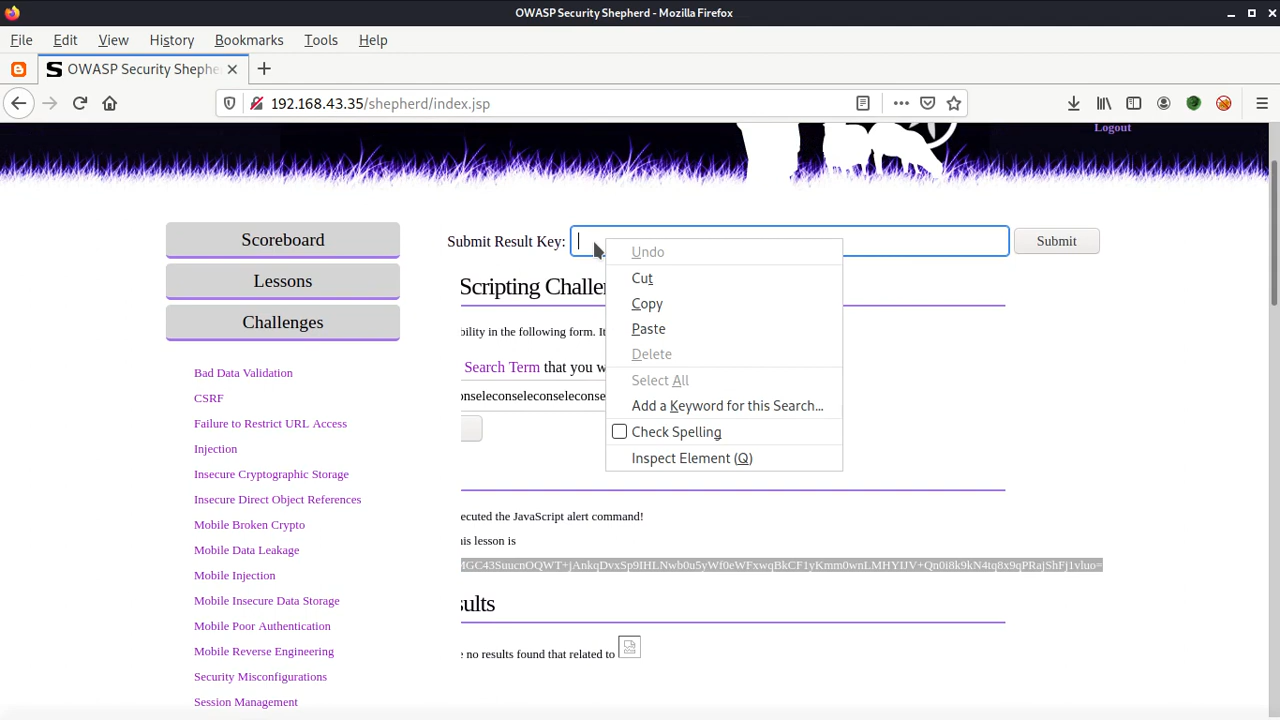 OWASP Security Shepherd - Mozilla Firefox
File Edit View History Bookmarks Tools Help
OWASP Security Shephe
192.168.43.35/shepherd/index.jsp
Logout
Scoreboard
Lessons
Challenges
Bad Data Validation
CSRF
Failure to Restrict URL Access
Injection
Insecure Cryptographic Storage
Insecure Direct Object References
Mobile Broken Crypto
Mobile Data Leakage
Mobile Injection
Mobile Insecure Data Storage
Mobile Poor Authentication
Mobile Reverse Engineering
Security Misconfigurations
Session Management
Submit Result Key:
Submit
Scripting Challe
bility in the following form. It
Search Term that you w
onseleconseleconseleconsele
Undo
Cut
Copy
Paste
Delete
Select All
Add a Keyword for this Search...
Check Spelling
Inspect Element (Q)
ecuted the JavaScript alert command!
his lesson is
sults
e no results found that related to